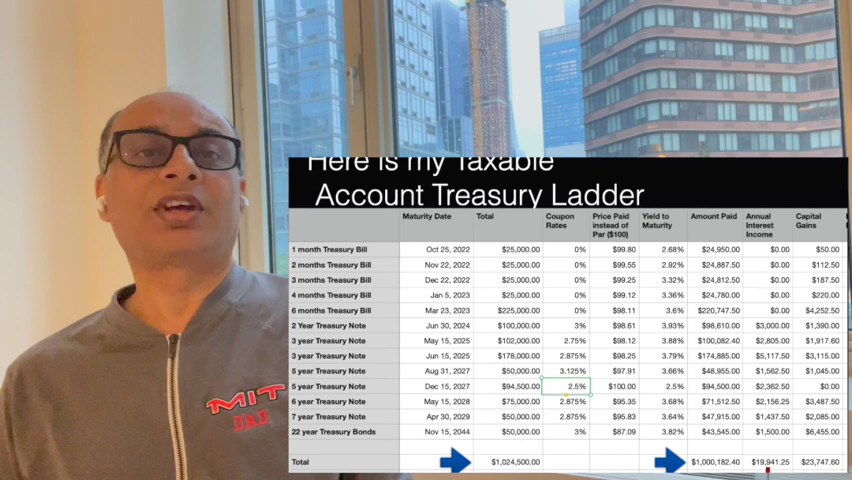 Here is my Taxable
Account Treasury Ladder
Maturity Date Total Coupon Rates Price Paid instead of Par ($100) Yield to Maturity Amount Paid Annual Interest Income Capital Gains
1 month Treasury Bill Oct 25, 2022 $25,000.00 0% $99.80 2.68% $24,950.00 $0.00 $50.00
2 months Treasury Bill Nov 22, 2022 $25,000.00 0% $99.55 2.92% $24,887.50 $0.00 $112.50
3 months Treasury Bill Dec 22, 2022 $25,000.00 0% $99.25 3.32% $24,812.50 $0.00 $187.50
4 months Treasury Bill Jan 5, 2023 $25,000.00 0% $99.12 3.36% $24,780.00 $0.00 $220.00
6 months Treasury Bill Mar 23, 2023 $225,000.00 0% $98.11 3.6% $220,747.50 $0.00 $4,252.50
2 Year Treasury Note Jun 30, 2024 $100,000.00 3% $98.61 3.93% $98,610.00 $3,000.00 $1,390.00
3 year Treasury Note May 15, 2025 $102,000.00 2.75% $98.12 3.88% $100,082.40 $2,805.00 $1,917.60
3 year Treasury Note Jun 15, 2025 $178,000.00 2.875% $98.25 3.79% $174,885.00 $5,117.50 $3,115.00
5 year Treasury Note Aug 31, 2027 $50,000.00 3.125% $97.91 3.66% $48,955.00 $1,562.50 $1,045.00
5 year Treasury Note Dec 15, 2027 $94,500.00 2.5% $100.00 2.5% $94,500.00 $2,362.50 $0.00
6 year Treasury Note May 15, 2028 $75,000.00 2.875% $95.35 3.68% $71,512.50 $2,156.25 $3,487.50
7 year Treasury Note Apr 30, 2029 $50,000.00 2.875% $95.83 3.64% $47,915.00 $1,437.50 $2,085.00
22 year Treasury Bonds Nov 15, 2044 $50,000.00 3% $87.09 3.82% $43,545.00 $1,500.00 $6,455.00
Total $1,024,500.00 $1,000,182.40 $19,941.25 $23,747.60
MIT
DAD